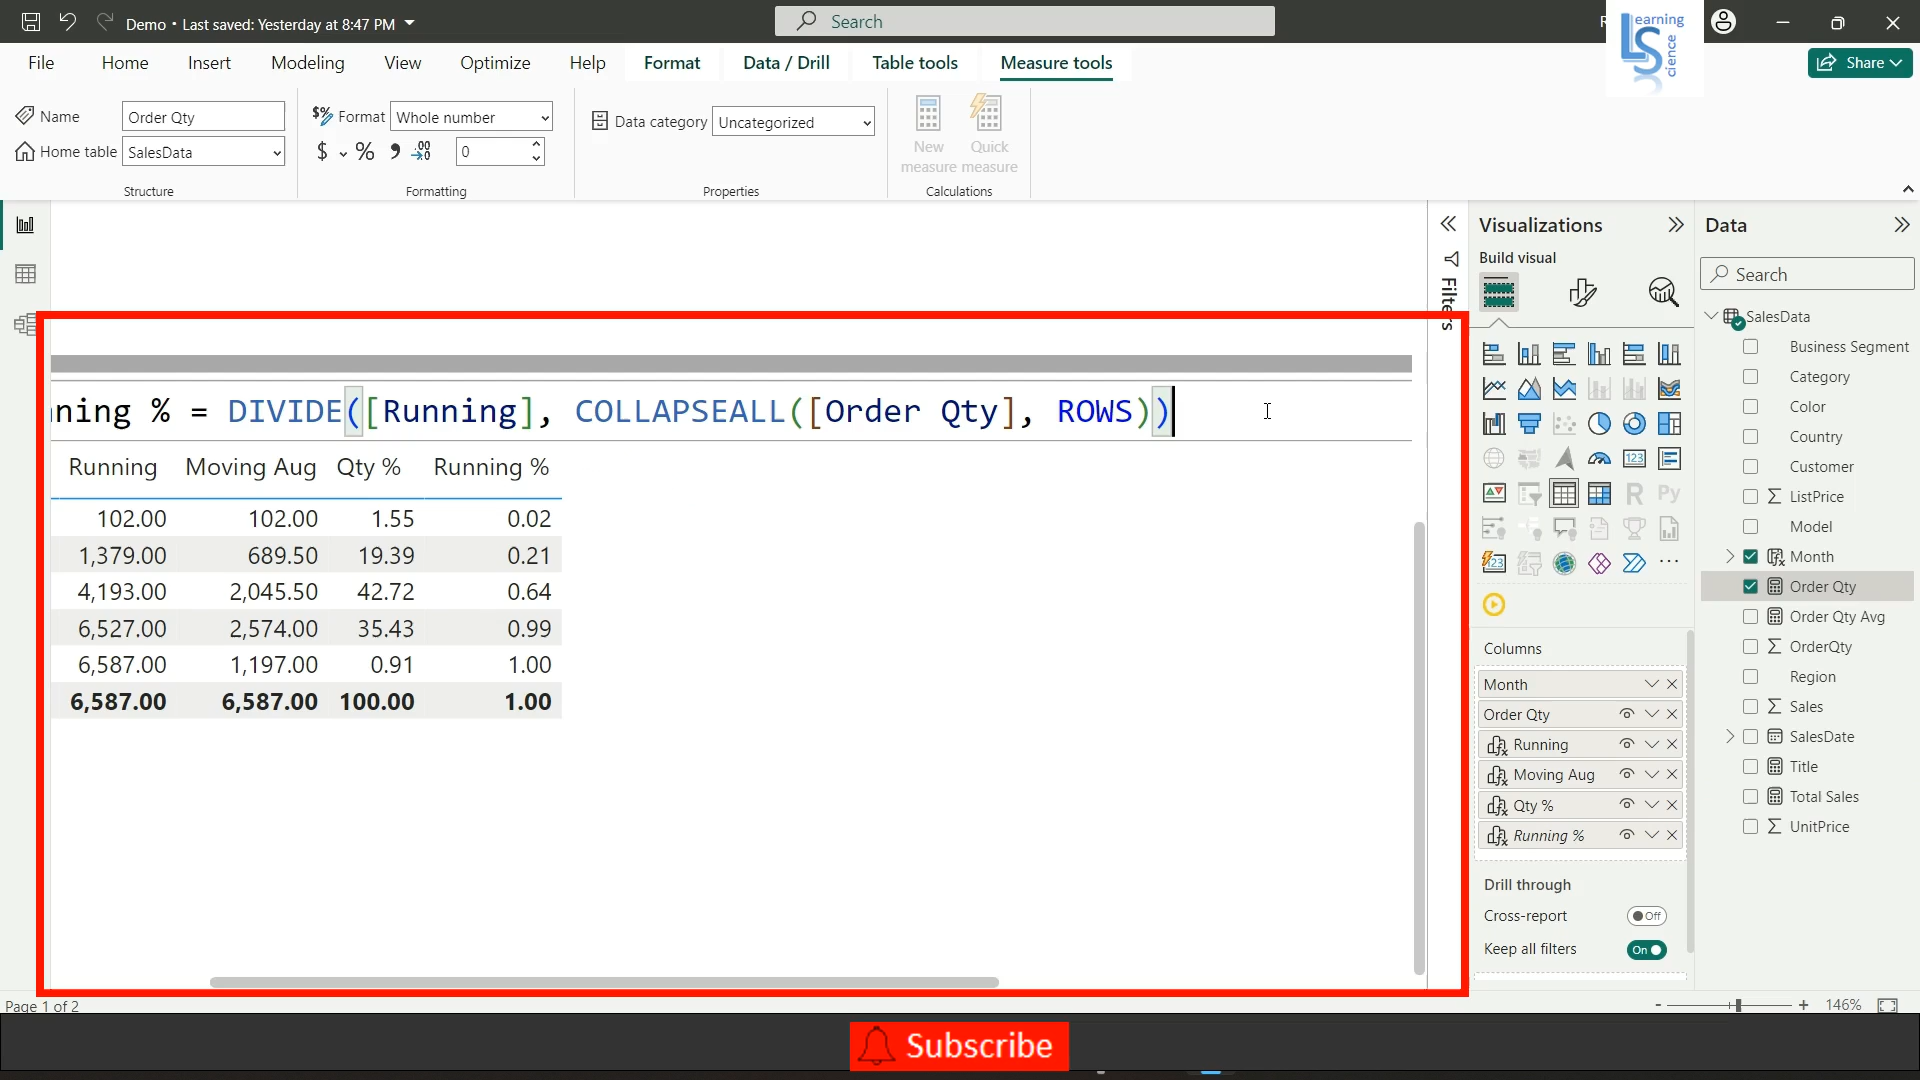 Demo • Last saved: Yesterday at 8:47 PM
Search
Learning
Science
File
Home
Insert
Modeling
View
Optimize
Help
Format
Data / Drill
Table tools
Measure tools
Share
Name
Order Qty
Home table
SalesData
Structure
$% Format
Whole number
$ % , .00 0
Formatting
Data category
Uncategorized
Properties
New measure
Quick measure
Calculations
ning % = DIVIDE([Running], COLLAPSEALL([Order Qty], ROWS))
Running Moving Aug Qty % Running %
102.00 102.00 1.55 0.02
1,379.00 689.50 19.39 0.21
4,193.00 2,045.50 42.72 0.64
6,527.00 2,574.00 35.43 0.99
6,587.00 1,197.00 0.91 1.00
6,587.00 6,587.00 100.00 1.00
Filters
Visualizations
Build visual
123
R Py
123
Columns
Month
Order Qty
Running
Moving Aug
Qty %
Running %
Drill through
Cross-report
Off
Keep all filters
On
Data
Search
SalesData
Business Segment
Category
Color
Country
Customer
ListPrice
Model
Month
Order Qty
Order Qty Avg
OrderQty
Region
Sales
SalesDate
Title
Total Sales
UnitPrice
Page 1 of 2
- + 146%
Subscribe